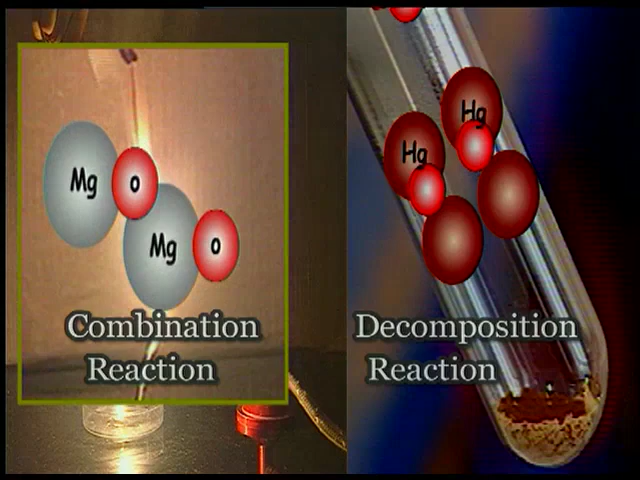 Mg o
Mg o
Combination
Reaction
Hg
Hg
Decomposition
Reaction